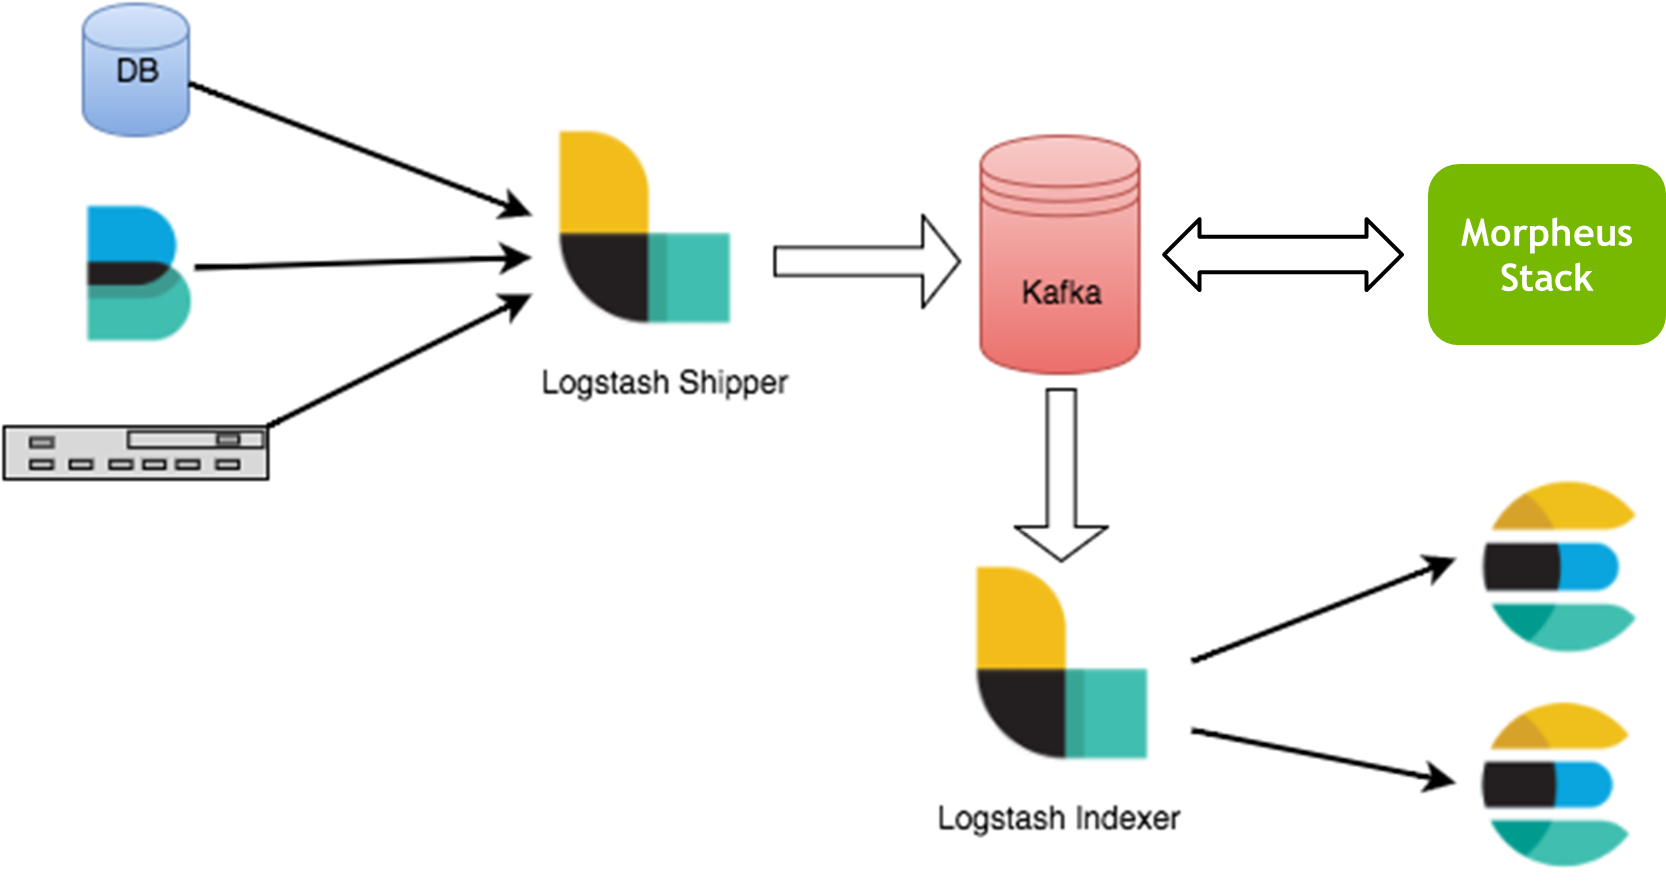 DB
Logstash Shipper
Kafka
Morpheus
Stack
Logstash Indexer